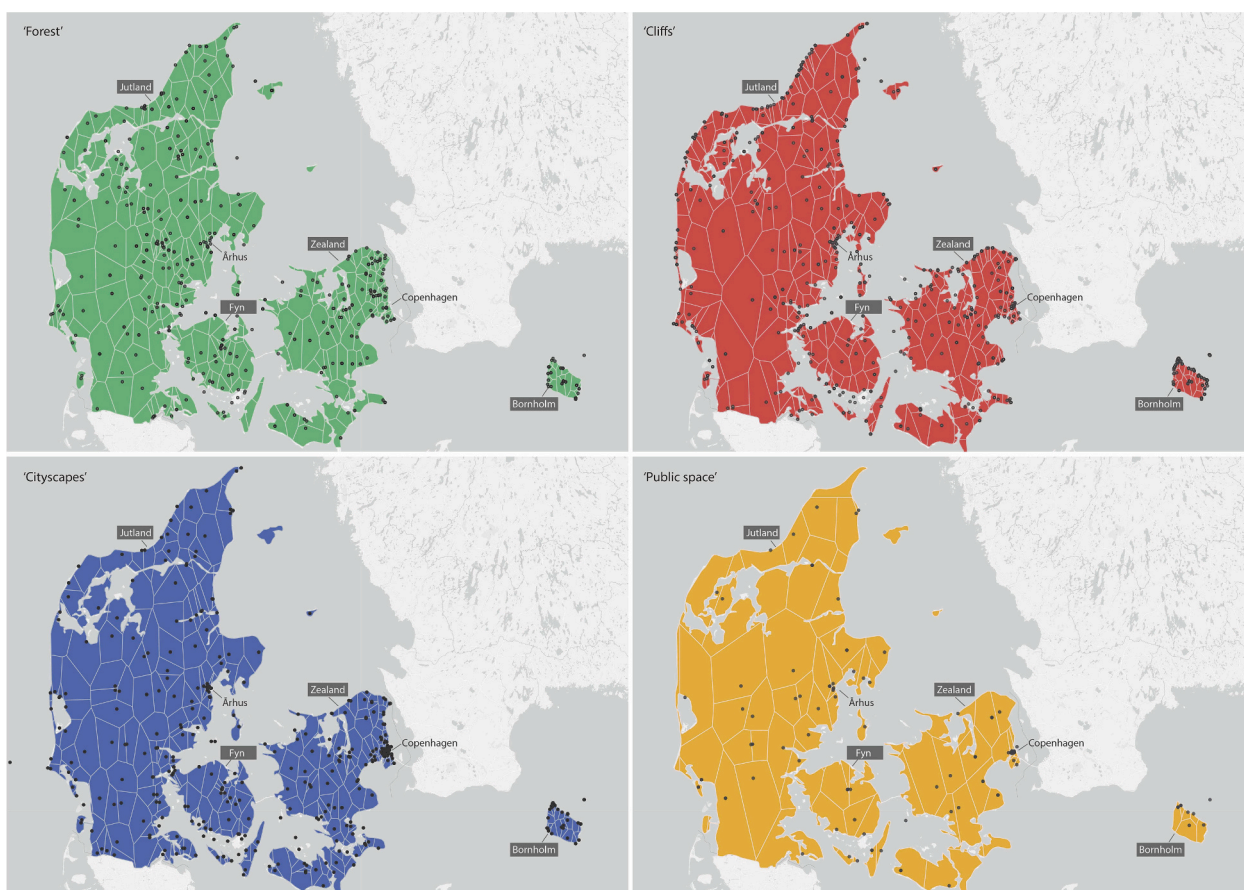 'Forest'
Jutland
Århus
Zealand
Copenhagen
Fyn
Bornholm
'Cliffs'
Jutland
Århus
Zealand
Copenhagen
Fyn
Bornholm
'Cityscapes'
Jutland
Århus
Zealand
Copenhagen
Fyn
Bornholm
'Public space'
Jutland
Århus
Zealand
Copenhagen
Fyn
Bornholm